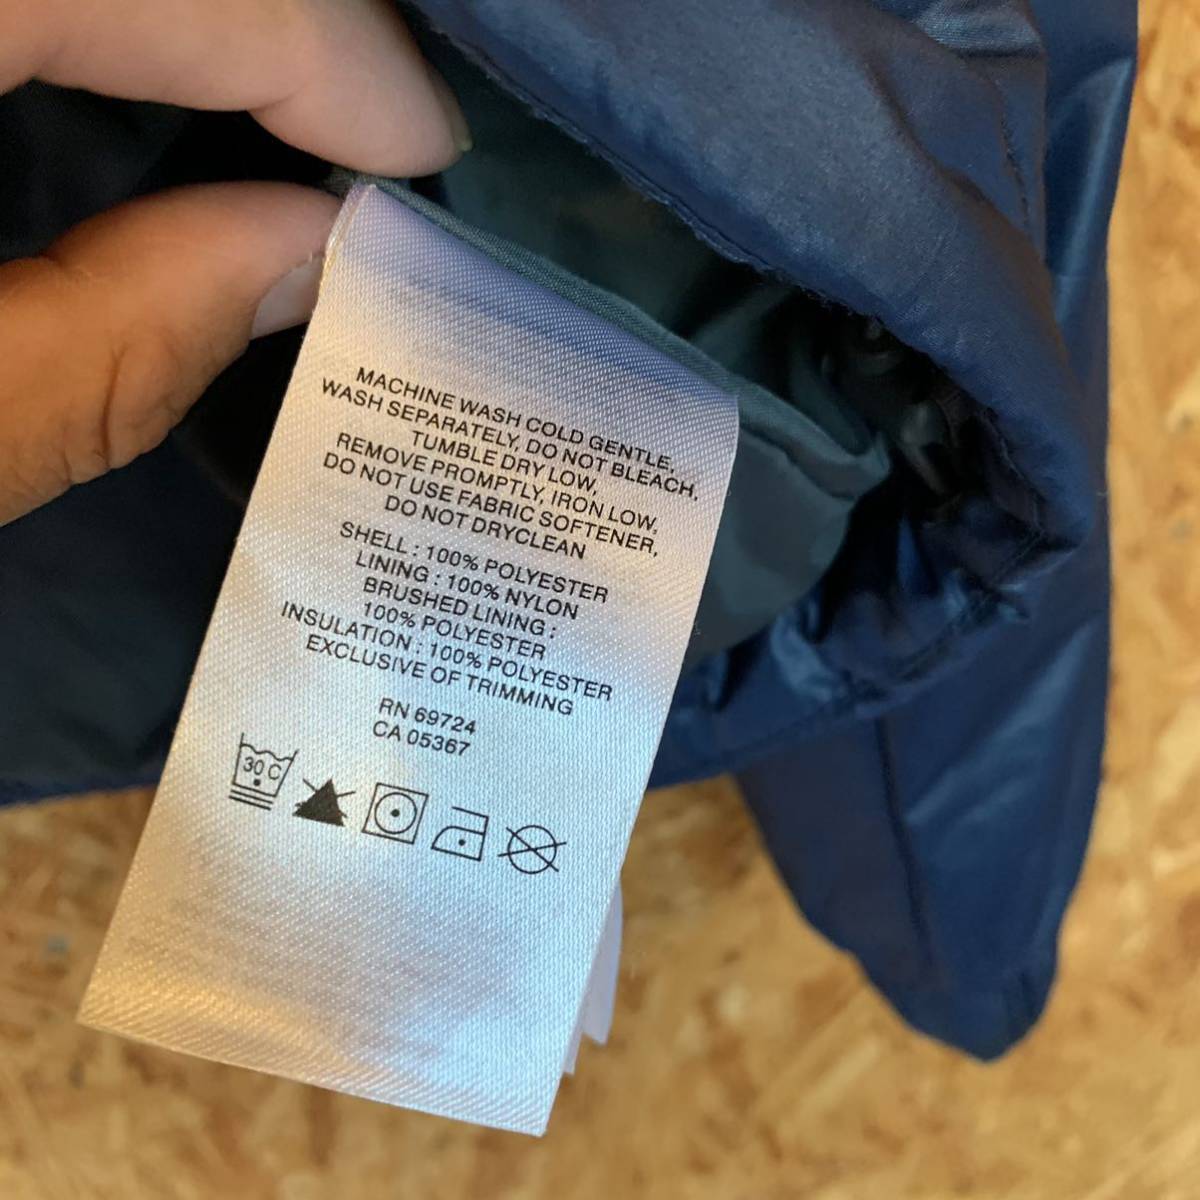 MACHINE WASH COLD GENTLE,
WASH SEPARATELY, DO NOT BLEACH,
TUMBLE DRY LOW,
REMOVE PROMPTLY, IRON LOW,
DO NOT USE FABRIC SOFTENER,
DO NOT DRYCLEAN
SHELL : 100% POLYESTER
LINING : 100% NYLON
BRUSHED LINING :
100% POLYESTER
INSULATION : 100% POLYESTER
EXCLUSIVE OF TRIMMING
RN 69724
CA 05367
30 C